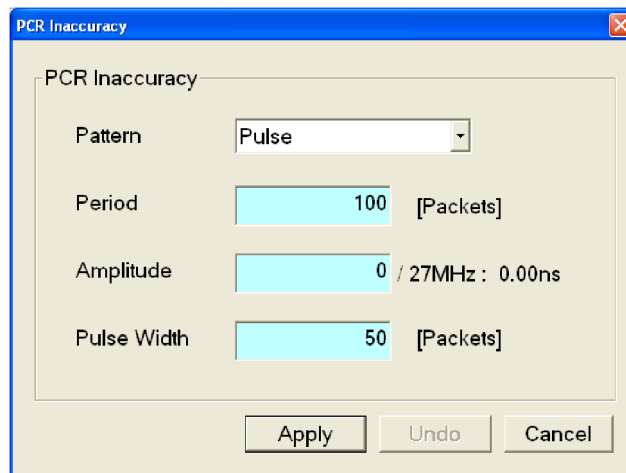 PCR Inaccuracy
PCR Inaccuracy
Pattern Pulse
Period 100 [Packets]
Amplitude 0 / 27MHz : 0.00ns
Pulse Width 50 [Packets]
Apply Undo Cancel